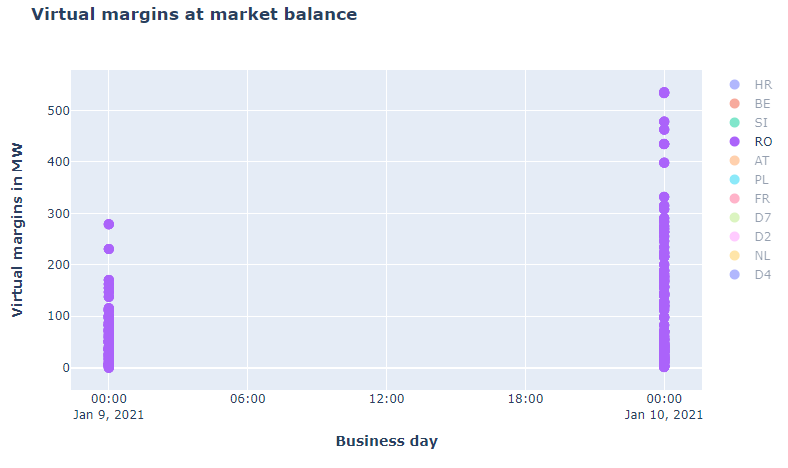 Virtual margins at market balance
Virtual margins in MW
500
400
300
200
100
0
00:00
Jan 9, 2021
06:00
12:00
18:00
00:00
Jan 10, 2021
Business day
HR
BE
SI
RO
AT
PL
FR
D7
D2
NL
D4